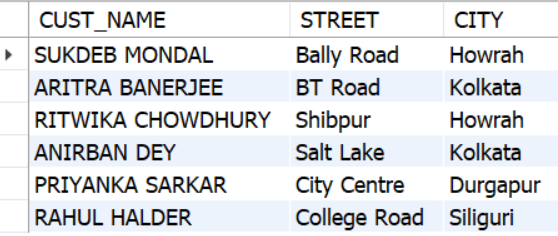 CUST_NAME STREET CITY
SUKDEB MONDAL Bally Road Howrah
ARITRA BANERJEE BT Road Kolkata
RITWIKA CHOWDHURY Shibpur Howrah
ANIRBAN DEY Salt Lake Kolkata
PRIYANKA SARKAR City Centre Durgapur
RAHUL HALDER College Road Siliguri